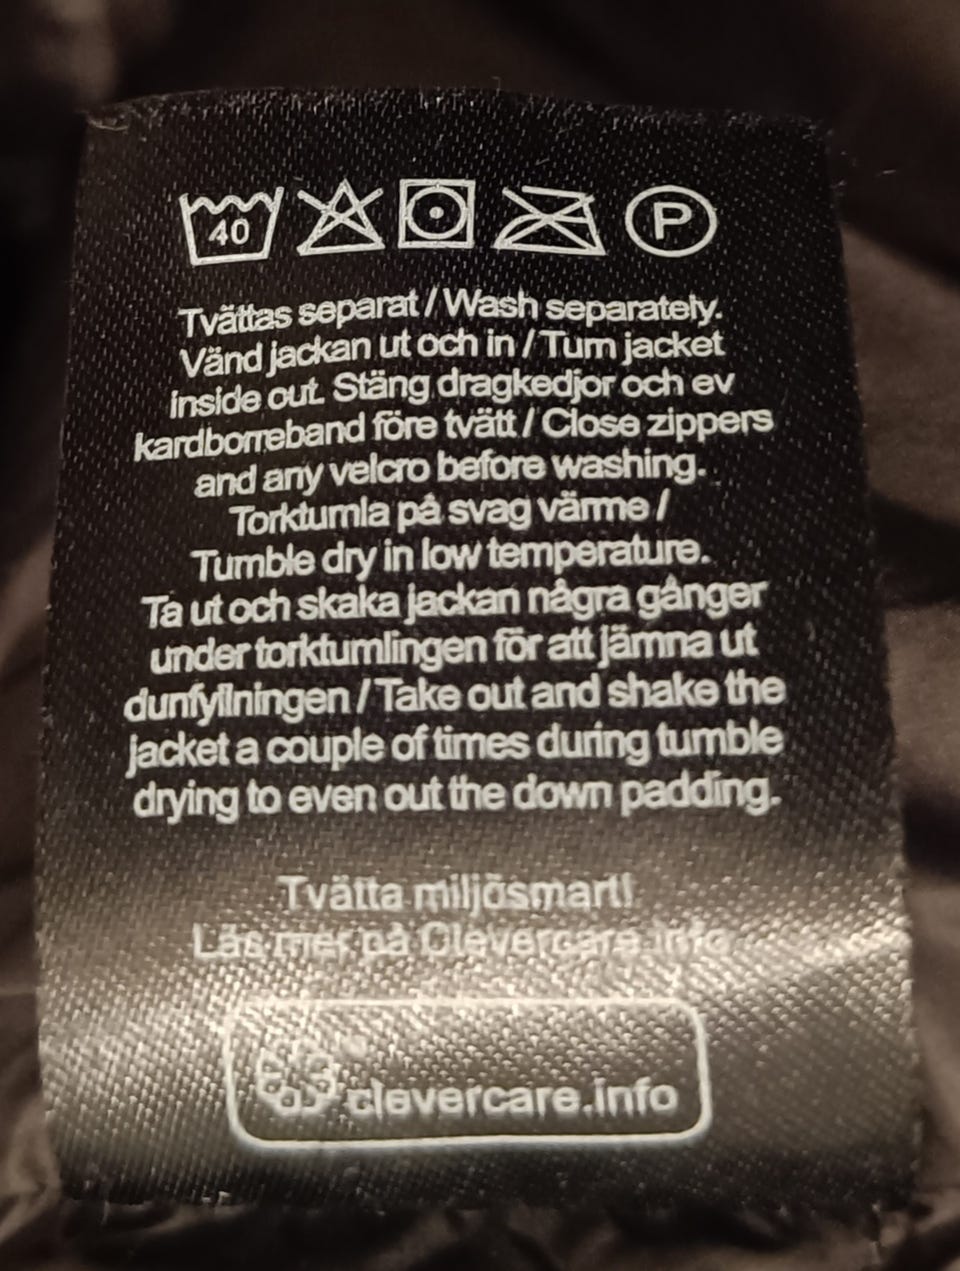 40
P
Tvättas separat / Wash separately.
Vänd jackan ut och in / Turn jacket
inside out. Stäng dragkedjor och ev
kardborreband före tvätt / Close zippers
and any velcro before washing.
Torktumla på svag värme /
Tumble dry in low temperature.
Ta ut och skaka jackan några gånger
under torktumlingen för att jämna ut
dunfyllningen / Take out and shake the
jacket a couple of times during tumble
drying to even out the down padding.
Tvätta miljösmart!
Läs mer på Clevercare.info
clevercare.info